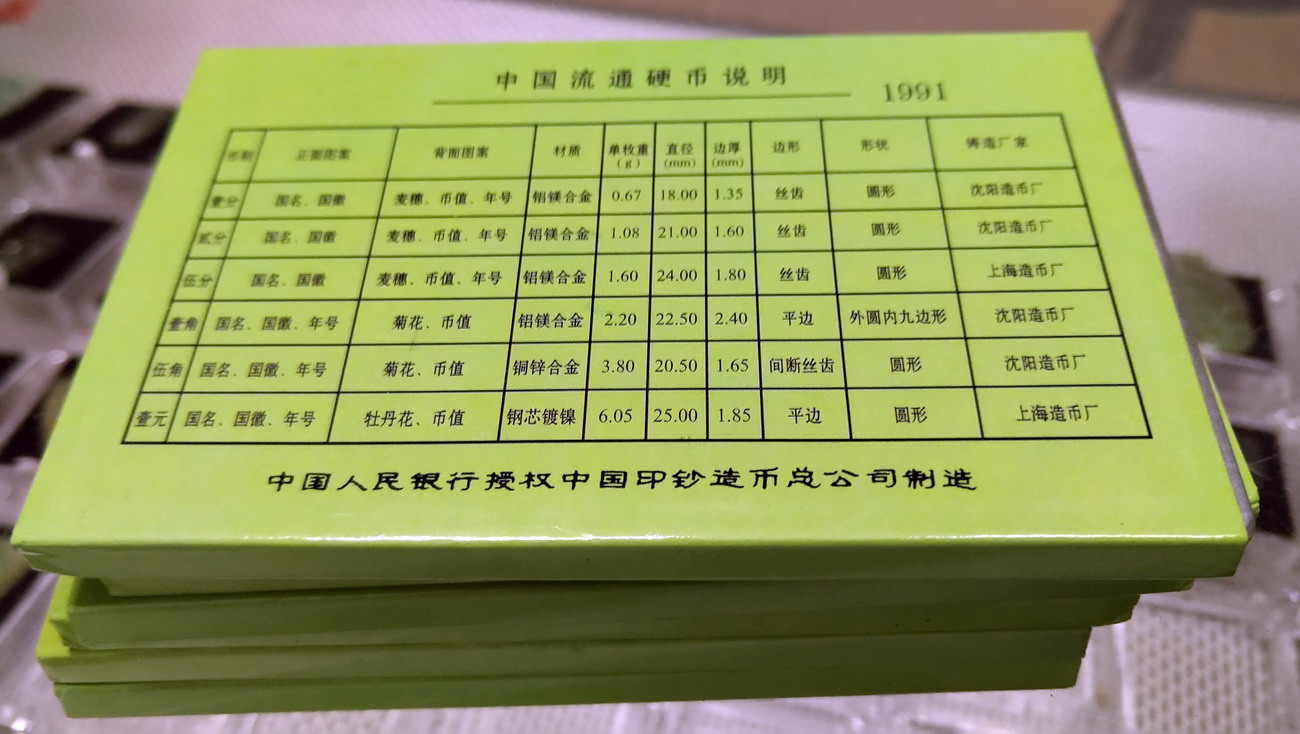 中国流通硬币说明 1991
币别 正面图案 背面图案 材质 单枚重(g) 直径(mm) 边厚(mm) 边形 形状 铸造厂家
壹分 国名、国徽 麦穗、币值、年号 铝镁合金 0.67 18.00 1.35 丝齿 圆形 沈阳造币厂
贰分 国名、国徽 麦穗、币值、年号 铝镁合金 1.08 21.00 1.60 丝齿 圆形 沈阳造币厂
伍分 国名、国徽 麦穗、币值、年号 铝镁合金 1.60 24.00 1.80 丝齿 圆形 上海造币厂
壹角 国名、国徽、年号 菊花、币值 铝镁合金 2.20 22.50 2.40 平边 外圆内九边形 沈阳造币厂
伍角 国名、国徽、年号 菊花、币值 铜锌合金 3.80 20.50 1.65 间断丝齿 圆形 沈阳造币厂
壹元 国名、国徽、年号 牡丹花、币值 钢芯镀镍 6.05 25.00 1.85 平边 圆形 上海造币厂
中国人民银行授权中国印钞造币总公司制造